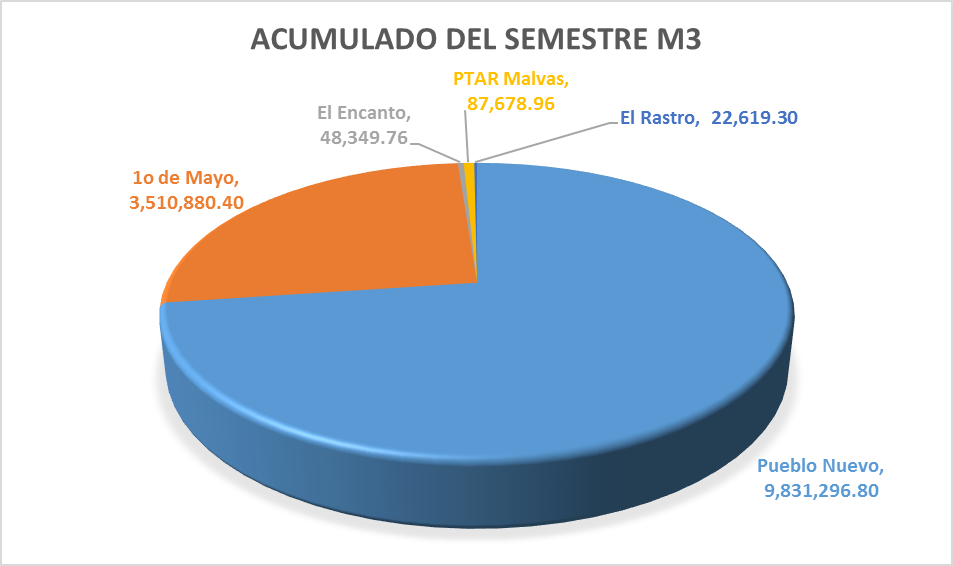 ACUMULADO DEL SEMESTRE M3
PTAR Malvas,
87,678.96
El Encanto,
48,349.76
El Rastro,  22,619.30
1o de Mayo,
3,510,880.40
Pueblo Nuevo,
9,831,296.80